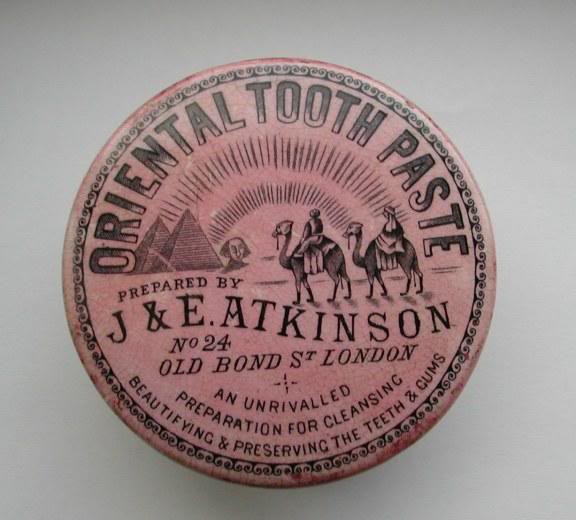 ORIENTAL TOOTH PASTE
PREPARED BY
J & E. ATKINSON
No 24
OLD BOND ST LONDON
AN UNRIVALLED
PREPARATION FOR CLEANSING
BEAUTIFYING & PRESERVING THE TEETH & GUMS